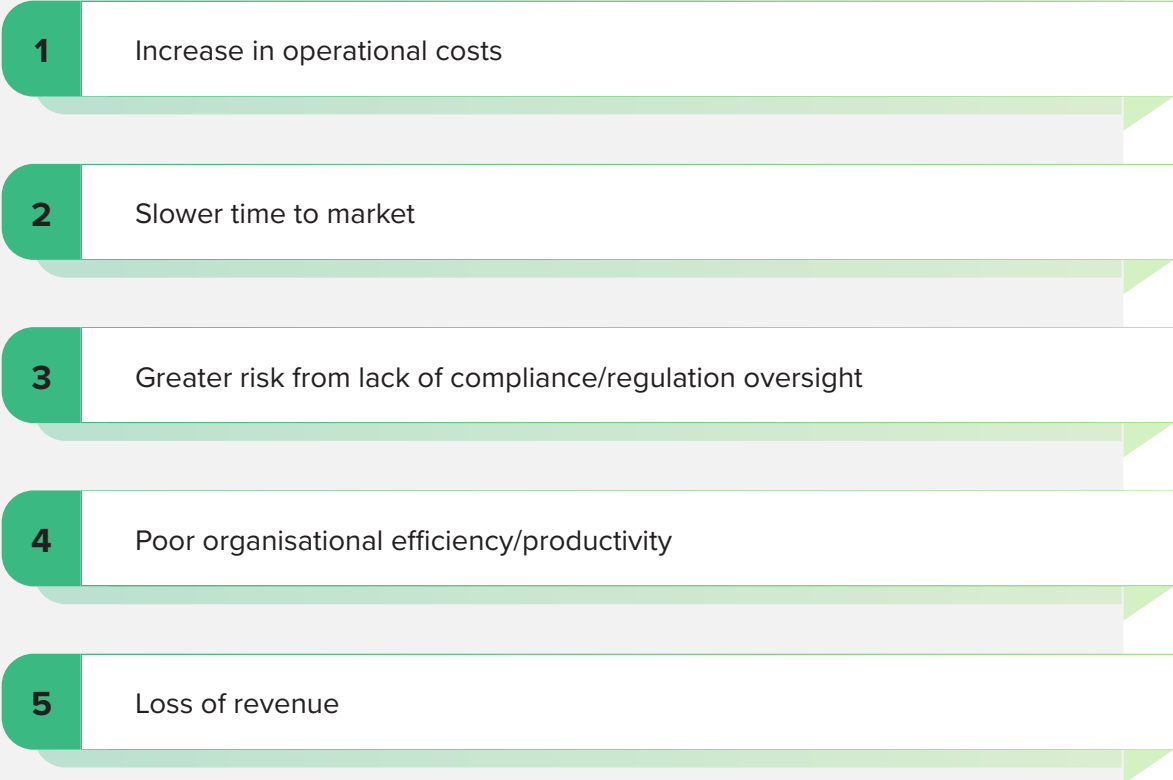 1 Increase in operational costs
2 Slower time to market
3 Greater risk from lack of compliance/regulation oversight
4 Poor organisational efficiency/productivity
5 Loss of revenue